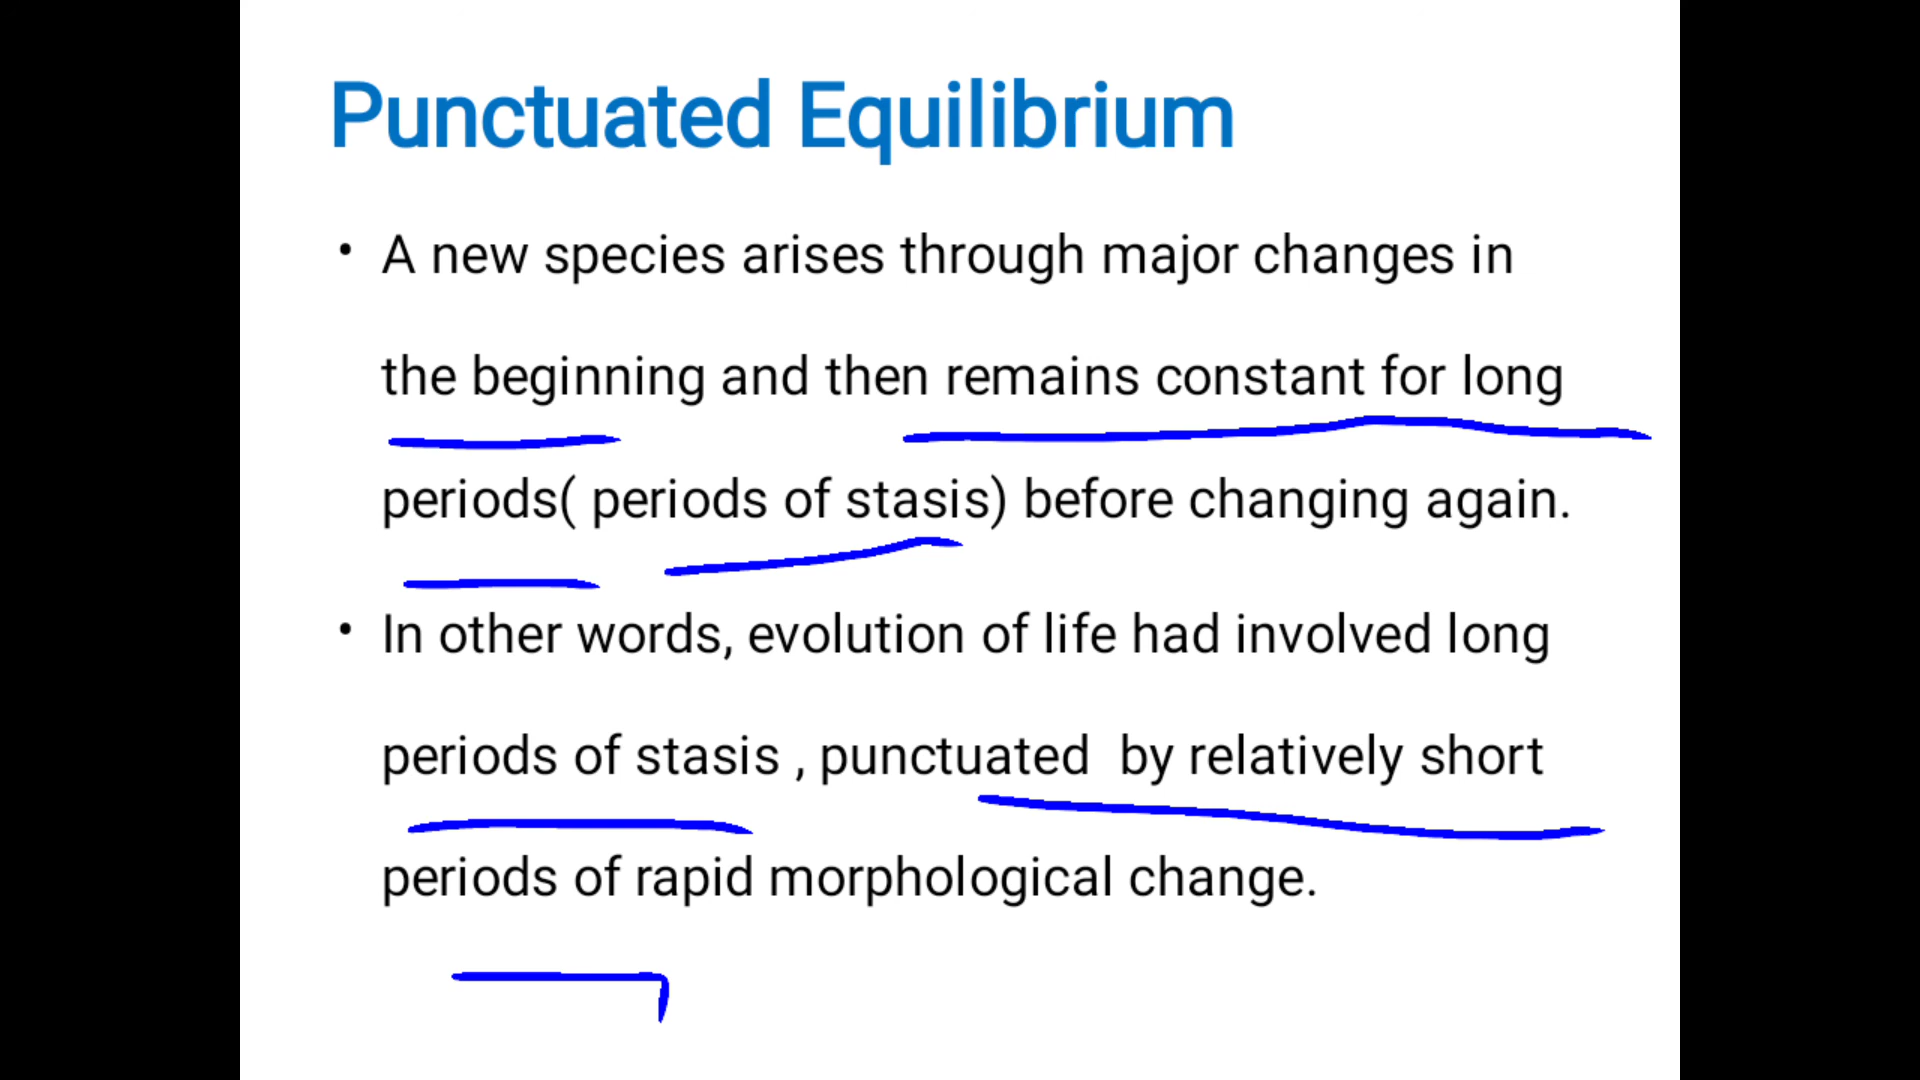 Punctuated Equilibrium
• A new species arises through major changes in
the beginning and then remains constant for long
periods( periods of stasis) before changing again.
• In other words, evolution of life had involved long
periods of stasis , punctuated  by relatively short
periods of rapid morphological change.